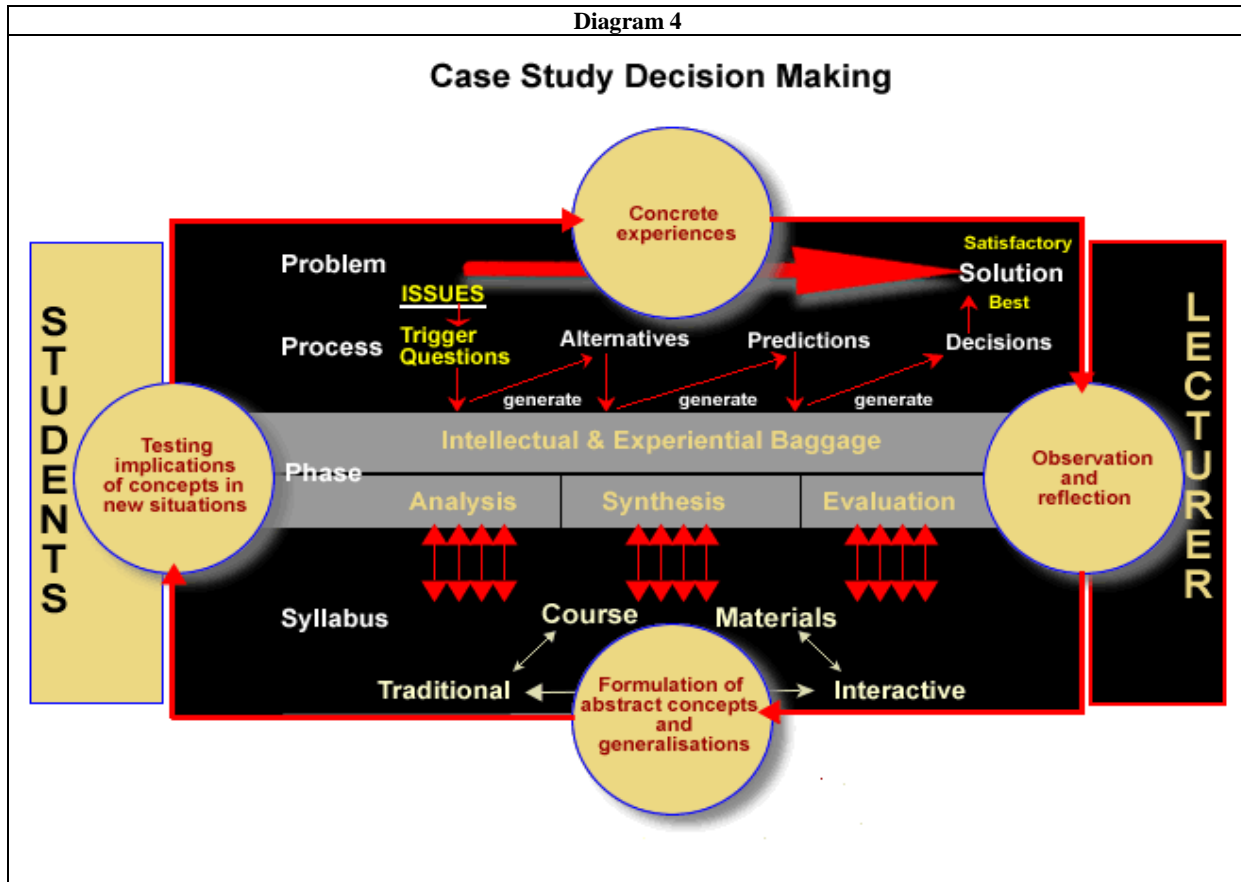 Diagram 4
Case Study Decision Making
Concrete
experiences
Problem
Satisfactory
Solution
Best
ISSUES
Process
Trigger
Questions
Alternatives
Predictions
Decisions
generate
generate
generate
STUDENTS
LECTURER
Testing
implications
of concepts in
new situations
Intellectual & Experiential Baggage
Phase
Analysis
Synthesis
Evaluation
Observation
and
reflection
Syllabus
Course
Materials
Traditional
Interactive
Formulation of
abstract concepts
and
generalisations